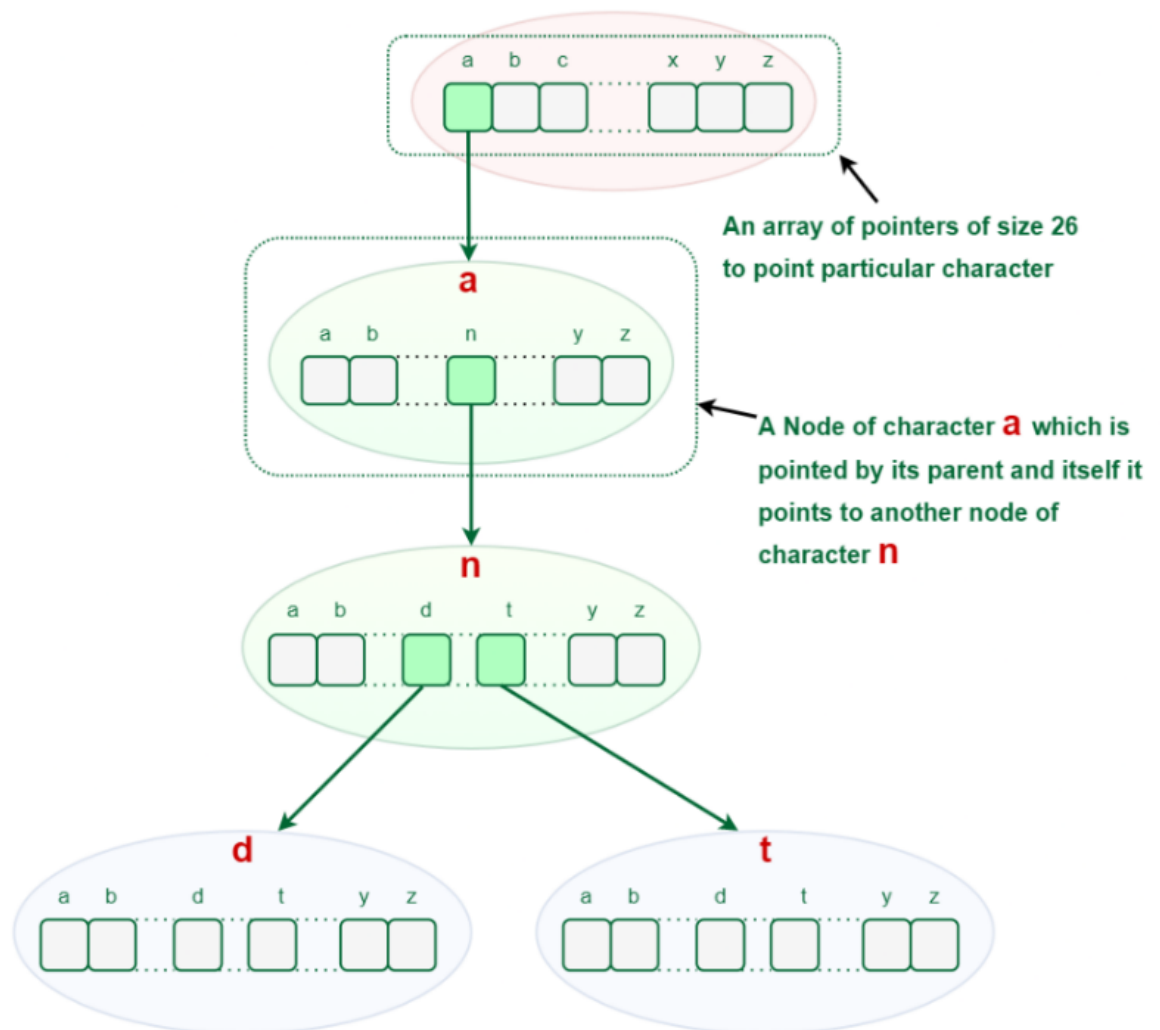 a b c x y z
An array of pointers of size 26
to point particular character
a
a b n y z
A Node of character a which is
pointed by its parent and itself it
points to another node of
character n
n
a b d t y z
d
a b d t y z
t
a b d t y z